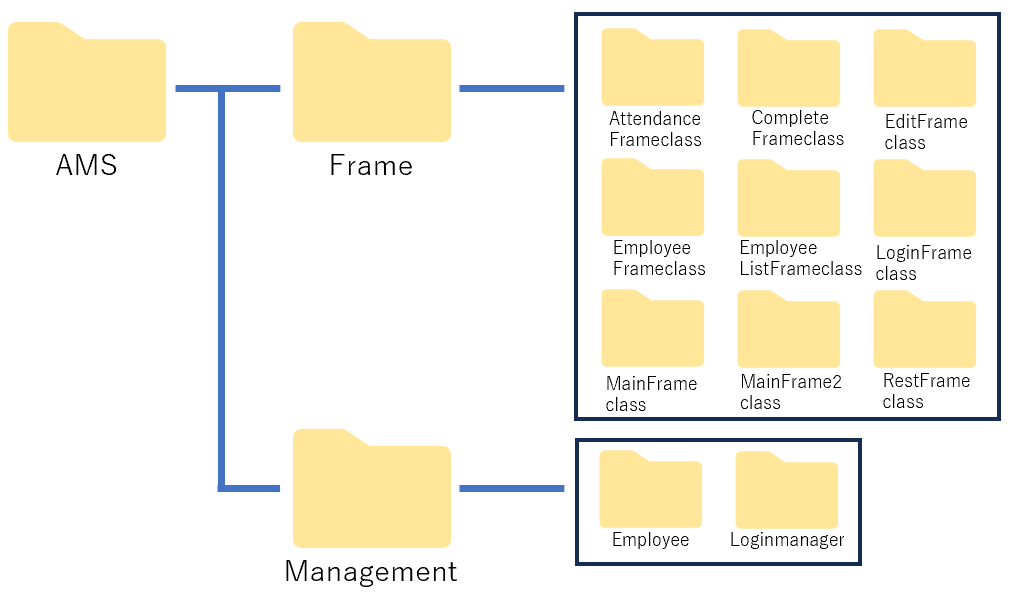 AMS
Frame
Attendance
Frameclass
Complete
Frameclass
EditFrame
class
Employee
Frameclass
Employee
ListFrameclass
LoginFrame
class
MainFrame
class
MainFrame2
class
RestFrame
class
Management
Employee
Loginmanager